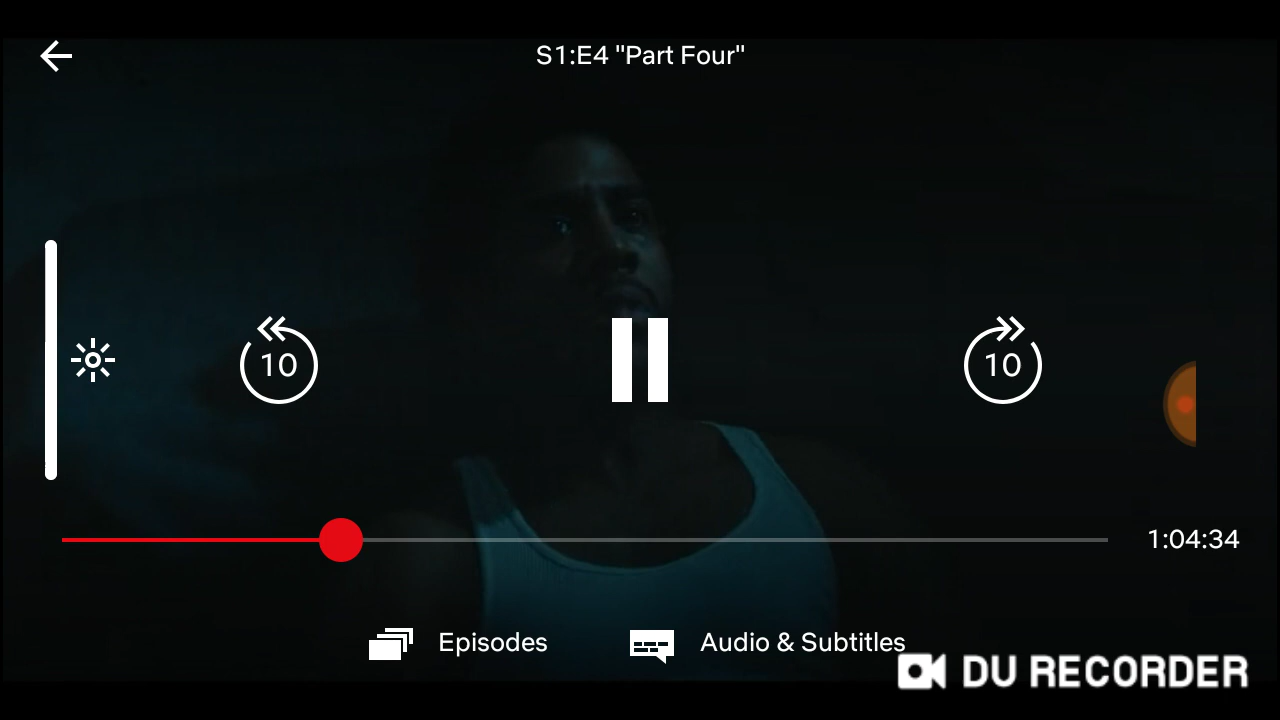 S1:E4 "Part Four"
10
10
1:04:34
Episodes
Audio & Subtitles
DU RECORDER